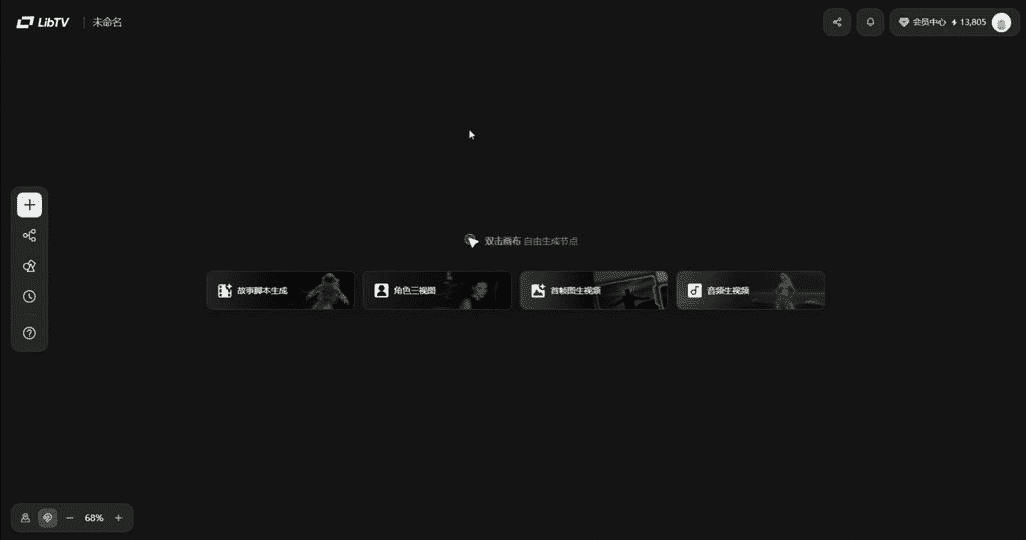 LibTV 未命名
会员中心 13,805
双击画布 自由生成节点
故事脚本生成
角色三视图
首帧图生视频
音频生视频
68%